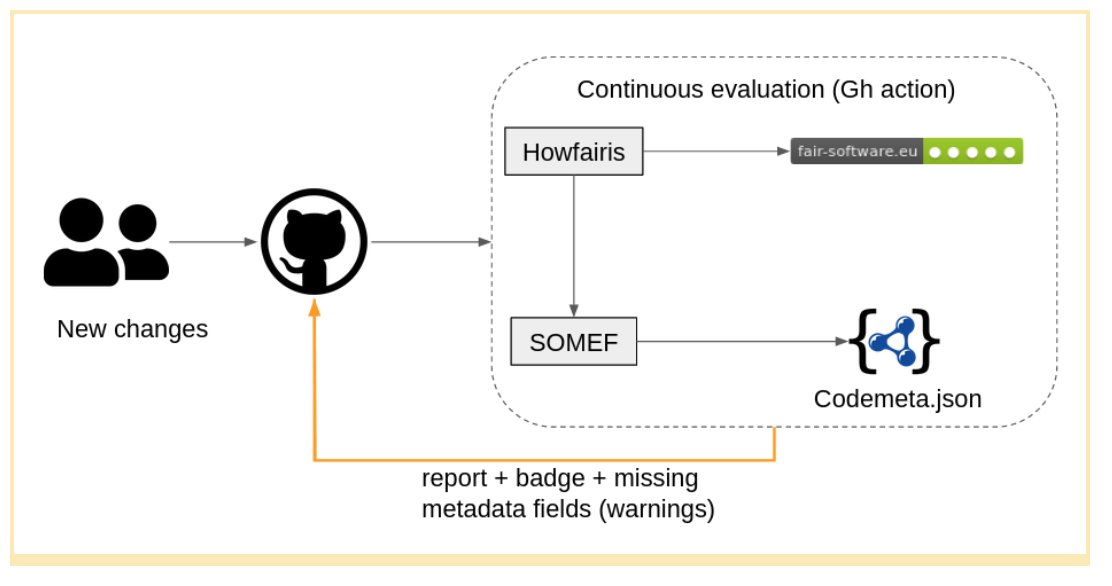 Continuous evaluation (Gh action)
Howfairis
fair-software.eu
New changes
SOMEF
{ }
Codemeta.json
report + badge + missing
metadata fields (warnings)